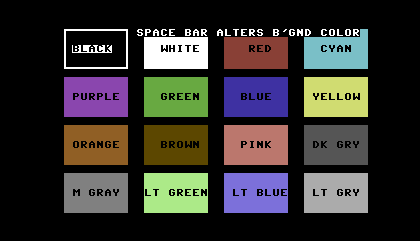 SPACE BAR ALTERS B'GND COLOR
BLACK WHITE RED CYAN
PURPLE GREEN BLUE YELLOW
ORANGE BROWN PINK DK GRY
M GRAY LT GREEN LT BLUE LT GRY